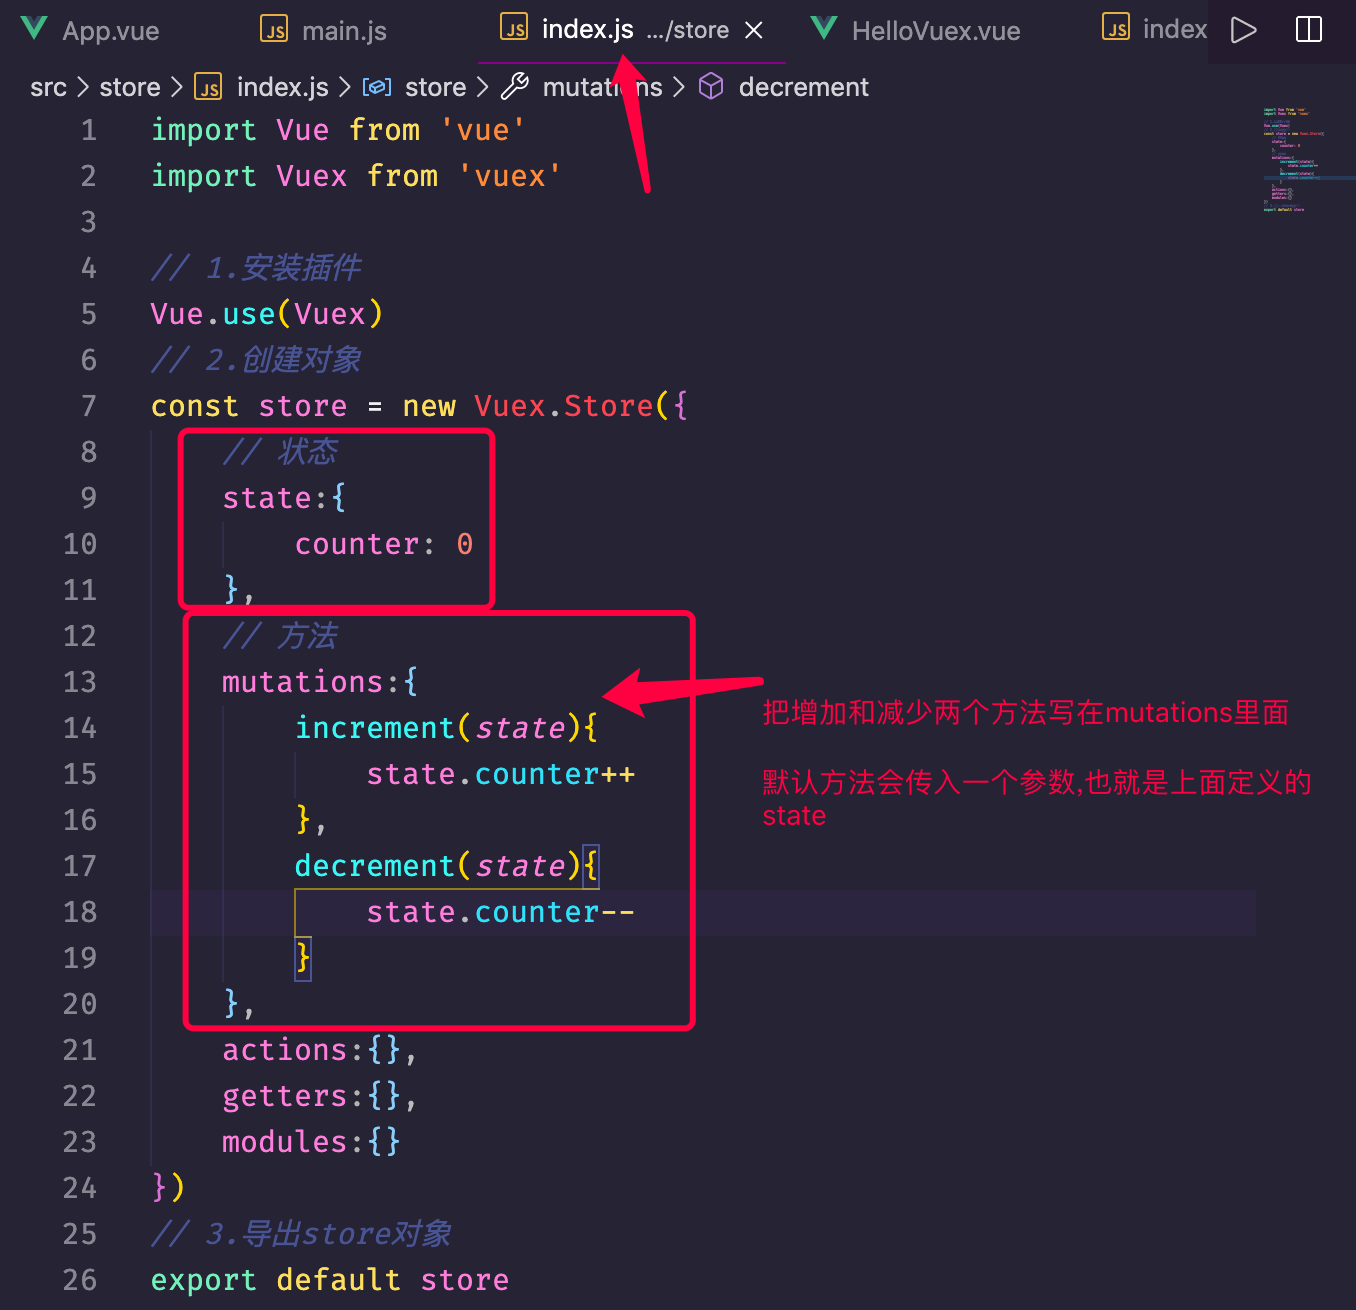 App.vue
JS main.js
JS index.js .../store
HelloVuex.vue
JS index
src > store > JS index.js > store > mutations > decrement
1 import Vue from 'vue'
2 import Vuex from 'vuex'
3
4 // 1.安装插件
5 Vue.use(Vuex)
6 // 2.创建对象
7 const store = new Vuex.Store({
8 // 状态
9 state:{
10 counter: 0
11 },
12 // 方法
13 mutations:{
14 increment(state){
15 state.counter++
16 },
17 decrement(state){
18 state.counter--
19 }
20 },
21 actions:{},
22 getters:{},
23 modules:{}
24 })
25 // 3.导出store对象
26 export default store
把增加和减少两个方法写在mutations里面
默认方法会传入一个参数,也就是上面定义的
state